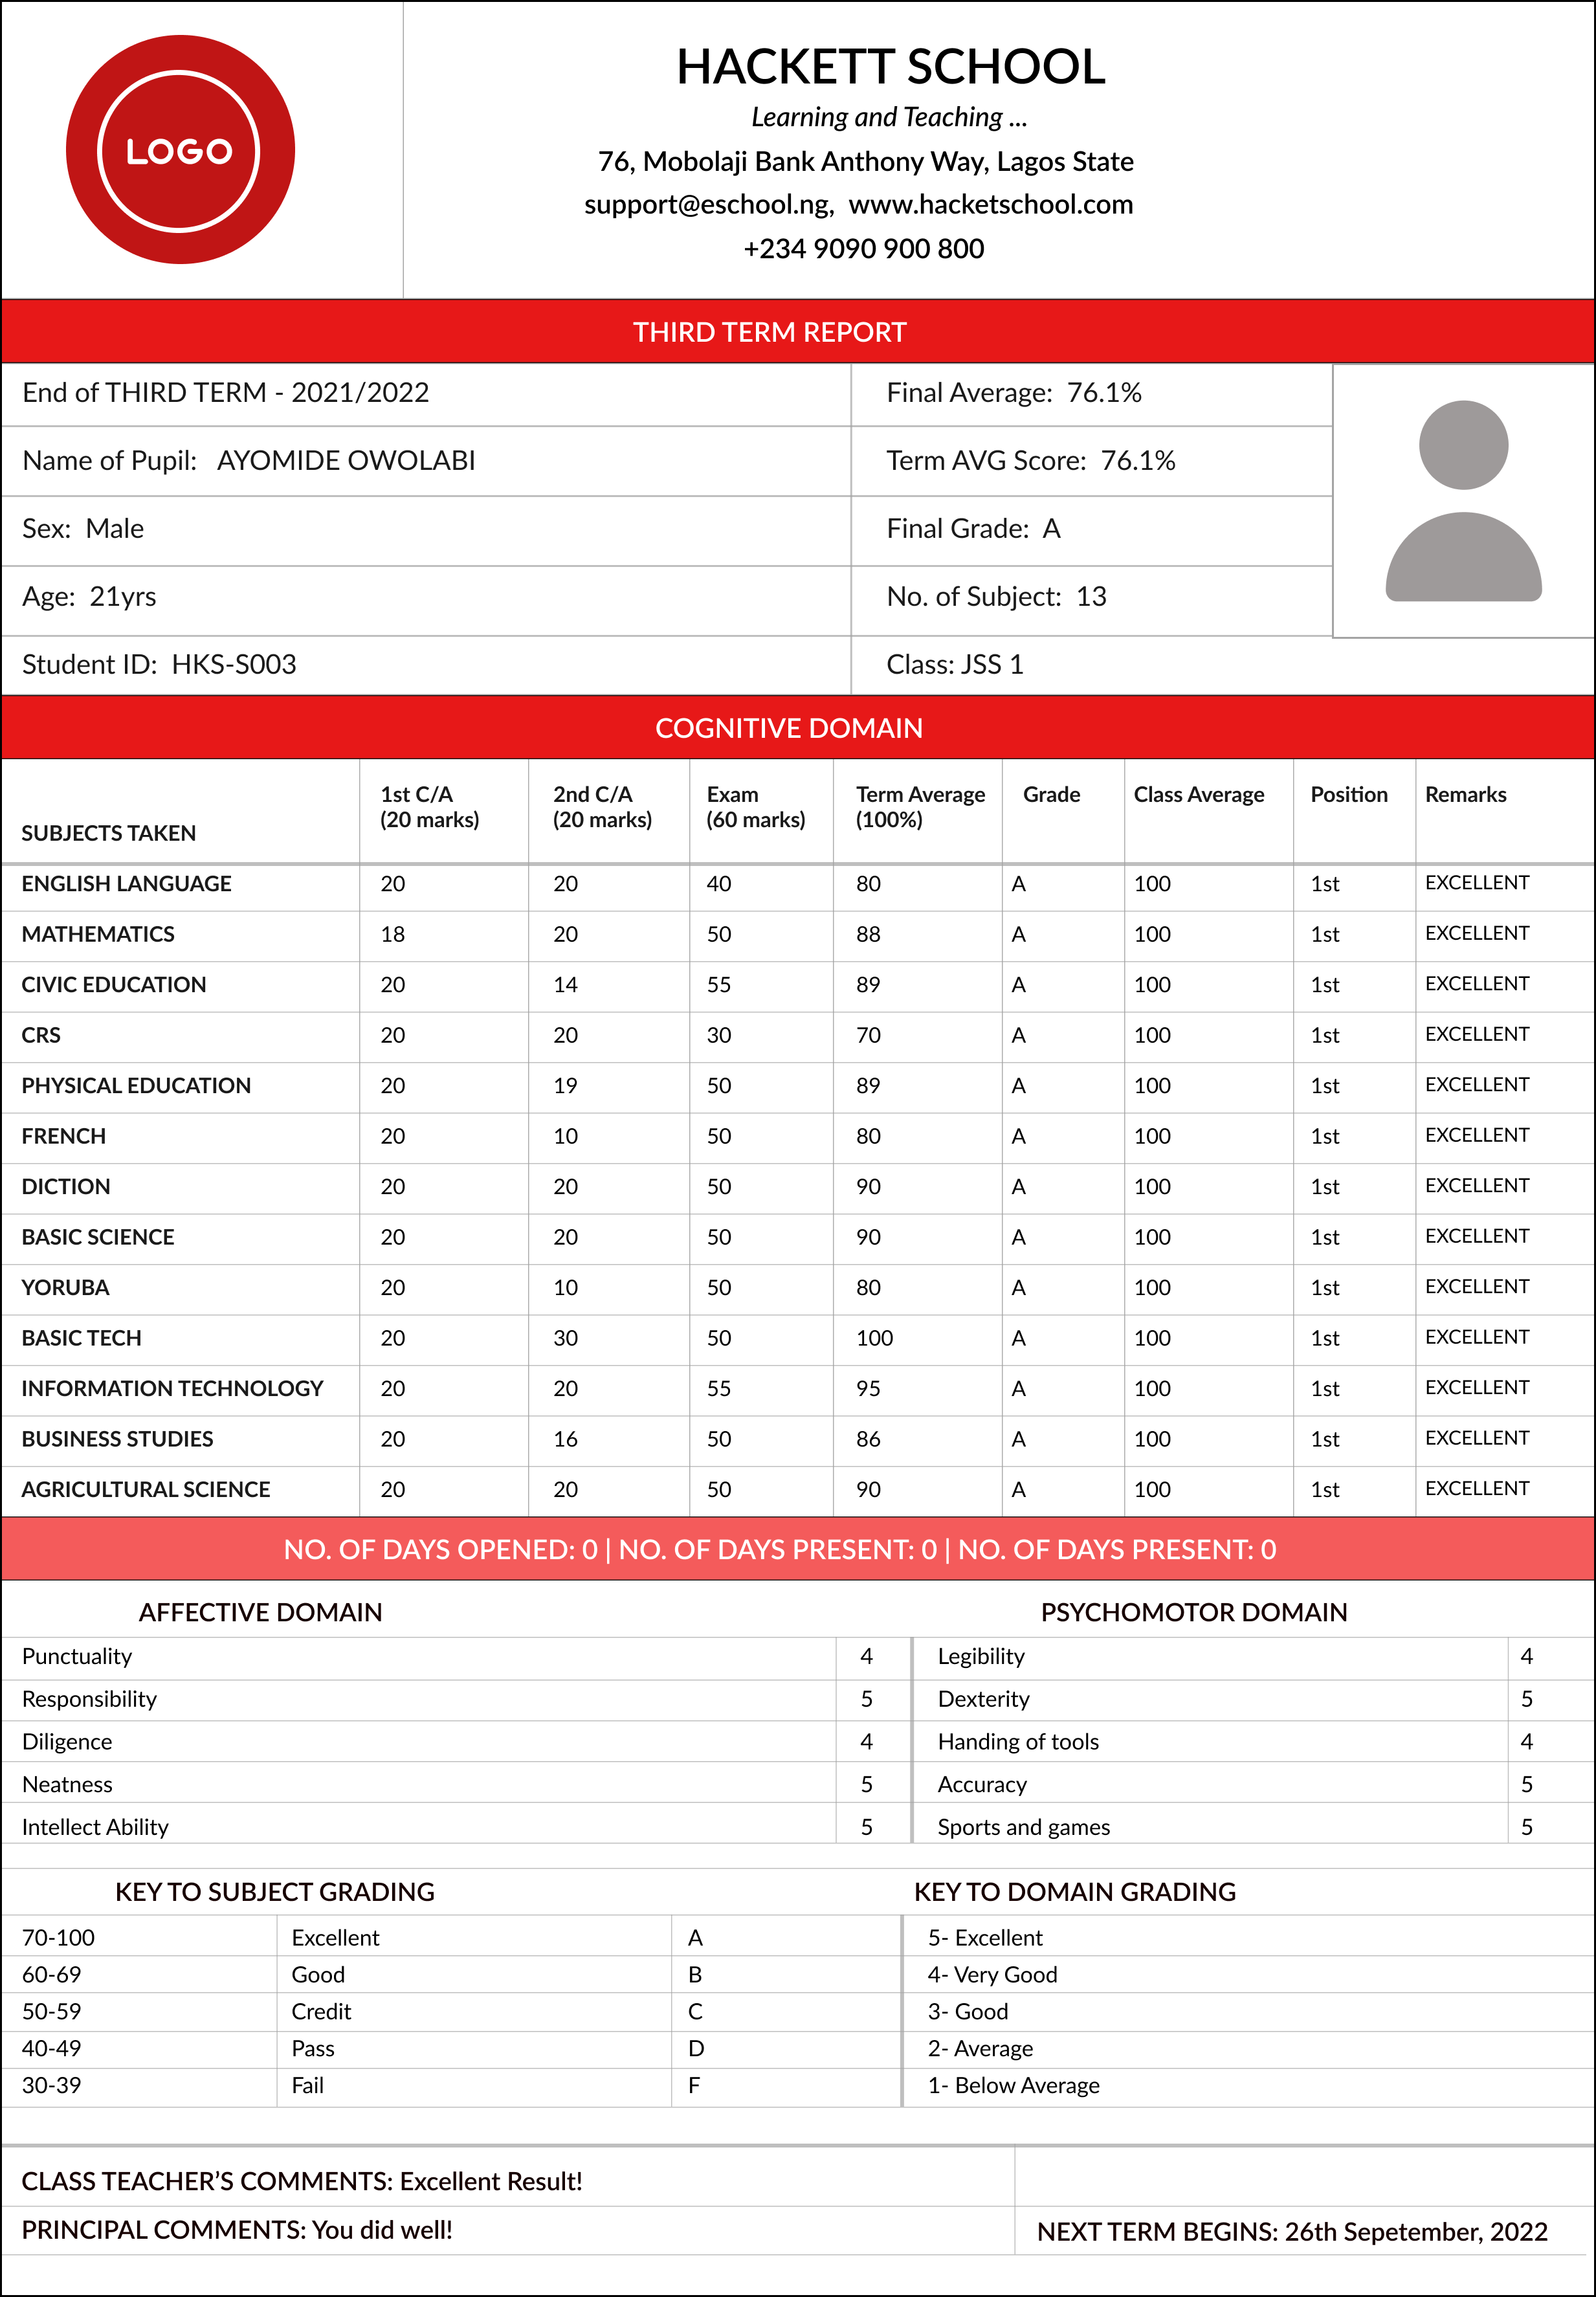 LOGO
HACKETT SCHOOL
Learning and Teaching ...
76, Mobolaji Bank Anthony Way, Lagos State
support@eschool.ng,  www.hacketschool.com
+234 9090 900 800
THIRD TERM REPORT
End of THIRD TERM - 2021/2022 Final Average: 76.1%
Name of Pupil: AYOMIDE OWOLABI Term AVG Score: 76.1%
Sex: Male Final Grade: A
Age: 21yrs No. of Subject: 13
Student ID: HKS-S003 Class: JSS 1
COGNITIVE DOMAIN
1st C/A 2nd C/A Exam Term Average Grade Class Average Position Remarks
(20 marks) (20 marks) (60 marks) (100%)
SUBJECTS TAKEN
ENGLISH LANGUAGE 20 20 40 80 A 100 1st EXCELLENT
MATHEMATICS 18 20 50 88 A 100 1st EXCELLENT
CIVIC EDUCATION 20 14 55 89 A 100 1st EXCELLENT
CRS 20 20 30 70 A 100 1st EXCELLENT
PHYSICAL EDUCATION 20 19 50 89 A 100 1st EXCELLENT
FRENCH 20 10 50 80 A 100 1st EXCELLENT
DICTION 20 20 50 90 A 100 1st EXCELLENT
BASIC SCIENCE 20 20 50 90 A 100 1st EXCELLENT
YORUBA 20 10 50 80 A 100 1st EXCELLENT
BASIC TECH 20 30 50 100 A 100 1st EXCELLENT
INFORMATION TECHNOLOGY 20 20 55 95 A 100 1st EXCELLENT
BUSINESS STUDIES 20 16 50 86 A 100 1st EXCELLENT
AGRICULTURAL SCIENCE 20 20 50 90 A 100 1st EXCELLENT
NO. OF DAYS OPENED: 0 | NO. OF DAYS PRESENT: 0 | NO. OF DAYS PRESENT: 0
AFFECTIVE DOMAIN PSYCHOMOTOR DOMAIN
Punctuality 4 Legibility 4
Responsibility 5 Dexterity 5
Diligence 4 Handing of tools 4
Neatness 5 Accuracy 5
Intellect Ability 5 Sports and games 5
KEY TO SUBJECT GRADING KEY TO DOMAIN GRADING
70-100 Excellent A 5- Excellent
60-69 Good B 4- Very Good
50-59 Credit C 3- Good
40-49 Pass D 2- Average
30-39 Fail F 1- Below Average
CLASS TEACHER’S COMMENTS: Excellent Result!
PRINCIPAL COMMENTS: You did well! NEXT TERM BEGINS: 26th Sepetember, 2022